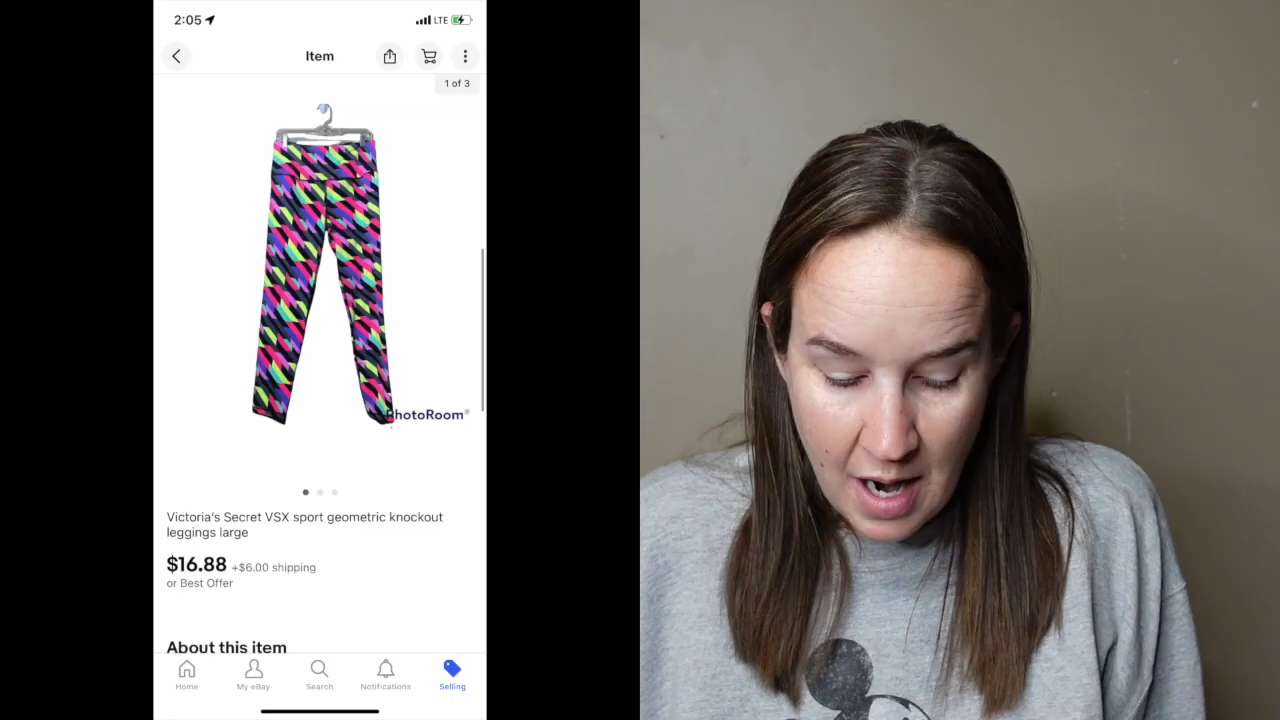 2:05
LTE
Item
1 of 3
PhotoRoom®
Victoria's Secret VSX sport geometric knockout
leggings large
$16.88 +$6.00 shipping
or Best Offer
About this item
Home
My eBay
Search
Notifications
Selling